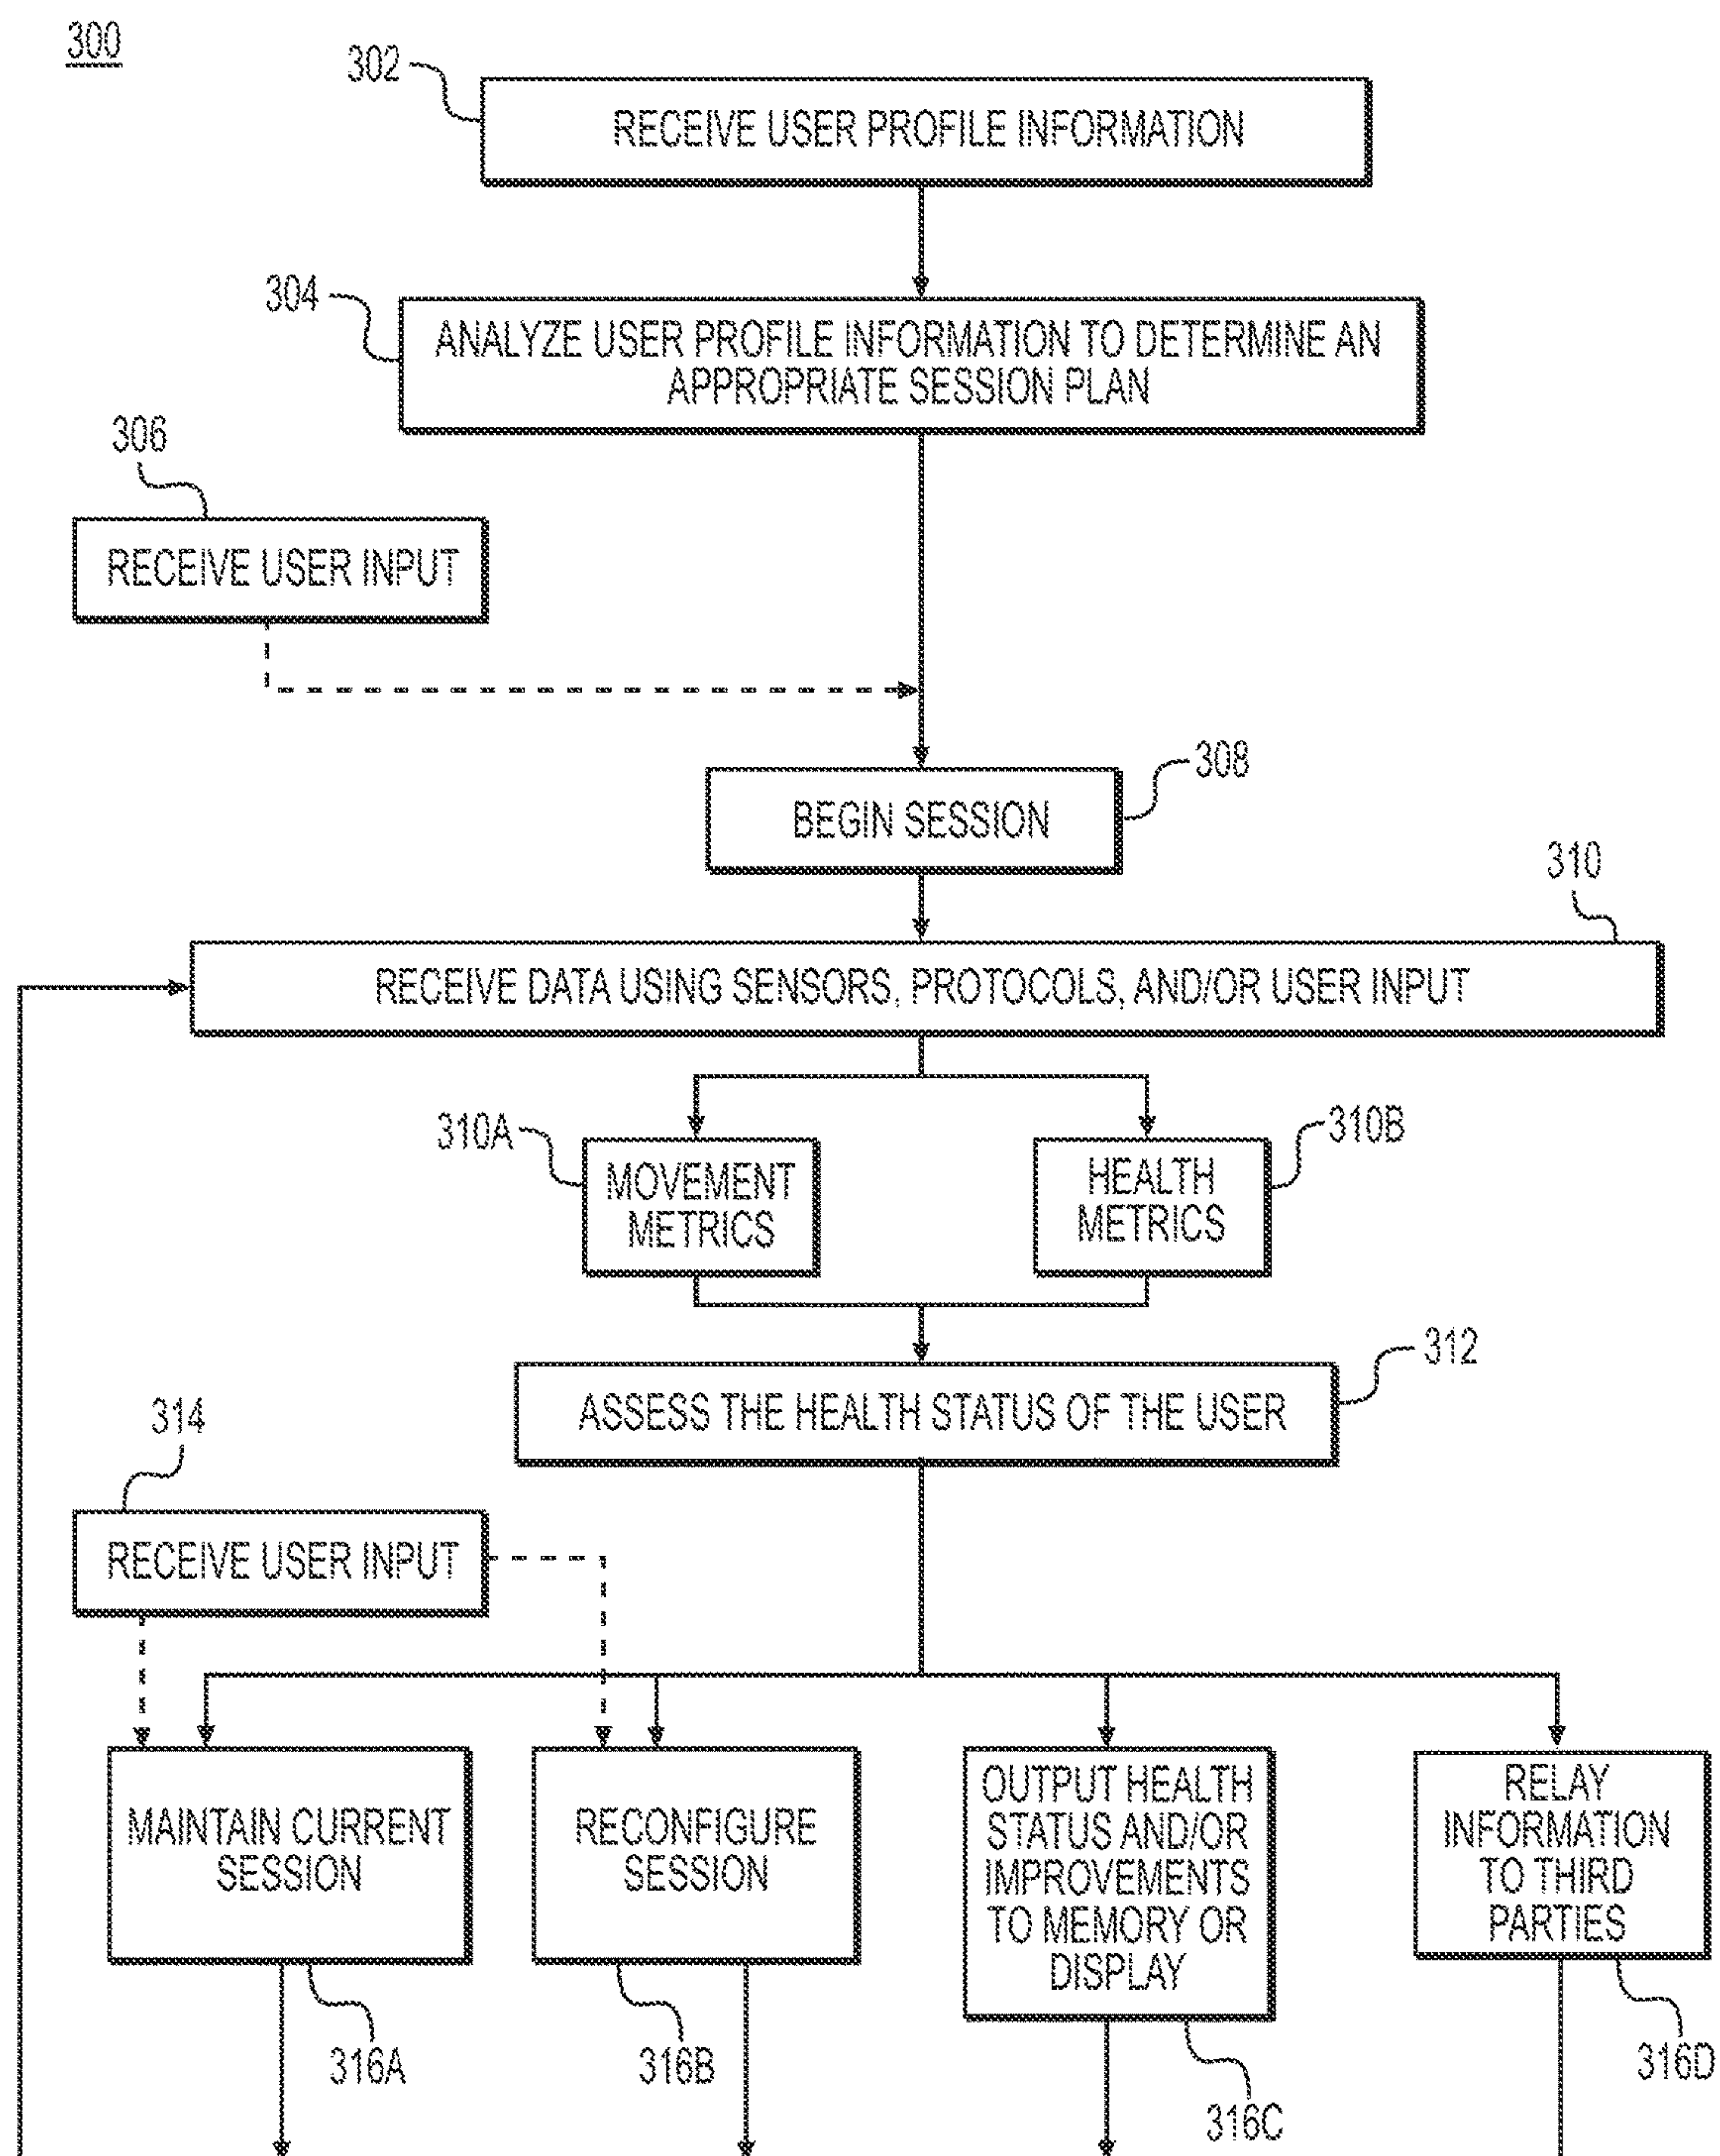 300
302
RECEIVE USER PROFILE INFORMATION
304
ANALYZE USER PROFILE INFORMATION TO DETERMINE AN
APPROPRIATE SESSION PLAN
306
RECEIVE USER INPUT
308
BEGIN SESSION
310
RECEIVE DATA USING SENSORS, PROTOCOLS, AND/OR USER INPUT
310A
MOVEMENT
METRICS
310B
HEALTH
METRICS
312
ASSESS THE HEALTH STATUS OF THE USER
314
RECEIVE USER INPUT
MAINTAIN CURRENT
SESSION
316A
RECONFIGURE
SESSION
316B
OUTPUT HEALTH
STATUS AND/OR
IMPROVEMENTS
TO MEMORY OR
DISPLAY
316C
RELAY
INFORMATION
TO THIRD
PARTIES
316D